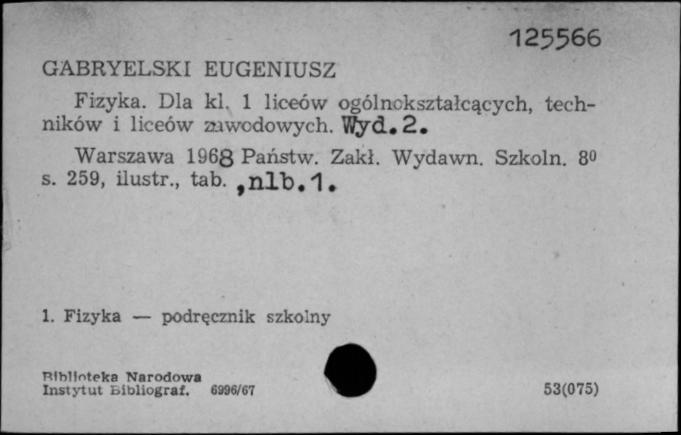 125566
GABRYELSKI EUGENIUSZ
Fizyka. Dla kl. 1 liceów ogólnokształcących, tech-
ników i liceów zawodowych. Wyd. 2.
Warszawa 1968 Państw. Zakł. Wydawn. Szkoln. 8⁰
s. 259, ilustr., tab. , nlb. 1.
1. Fizyka — podręcznik szkolny
Biblioteka Narodowa
Instytut Bibliograf. 6996/67
53(075)